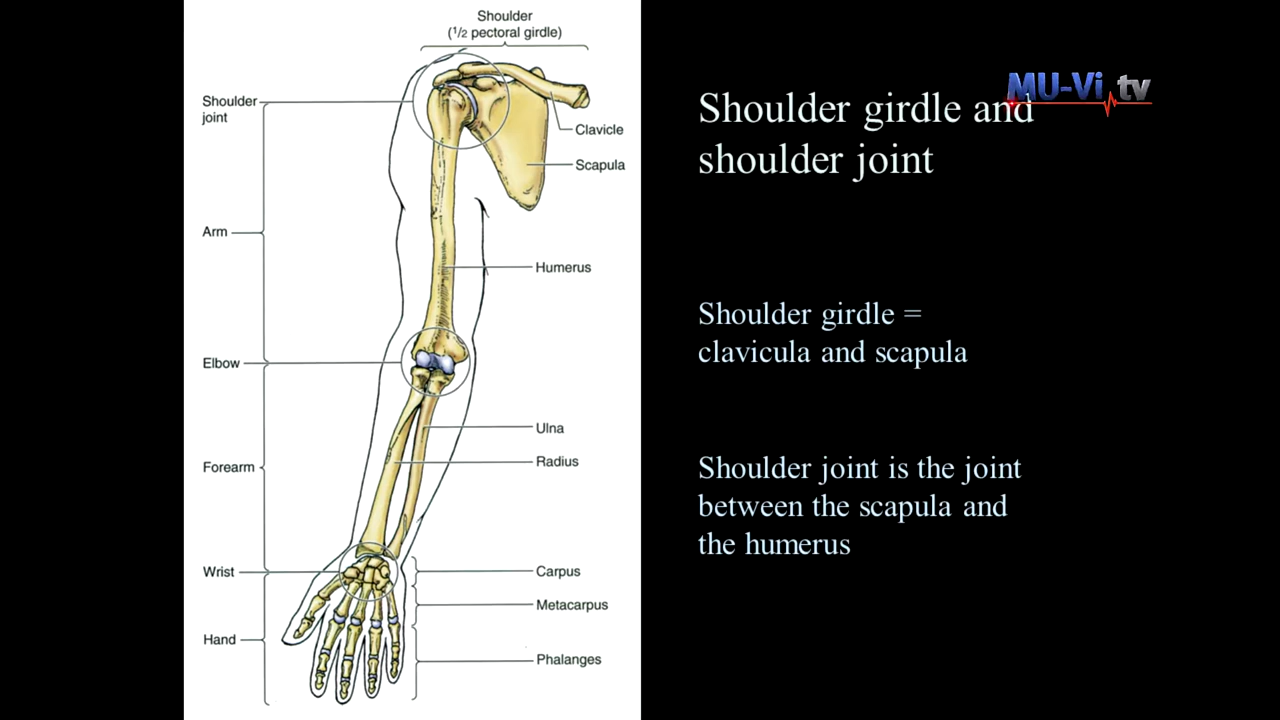 Shoulder
(1/2 pectoral girdle)
Shoulder
joint
Clavicle
Scapula
Arm
Humerus
Elbow
Ulna
Radius
Forearm
Wrist
Carpus
Metacarpus
Hand
Phalanges
MU-Vi.tv
Shoulder girdle and
shoulder joint
Shoulder girdle =
clavicula and scapula
Shoulder joint is the joint
between the scapula and
the humerus